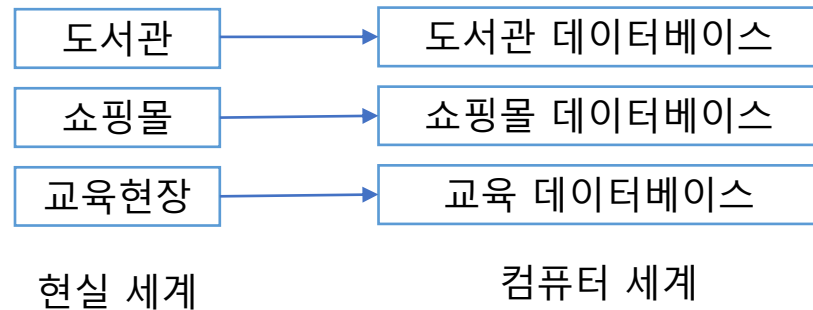 도서관
도서관 데이터베이스
쇼핑몰
쇼핑몰 데이터베이스
교육현장
교육 데이터베이스
현실 세계
컴퓨터 세계